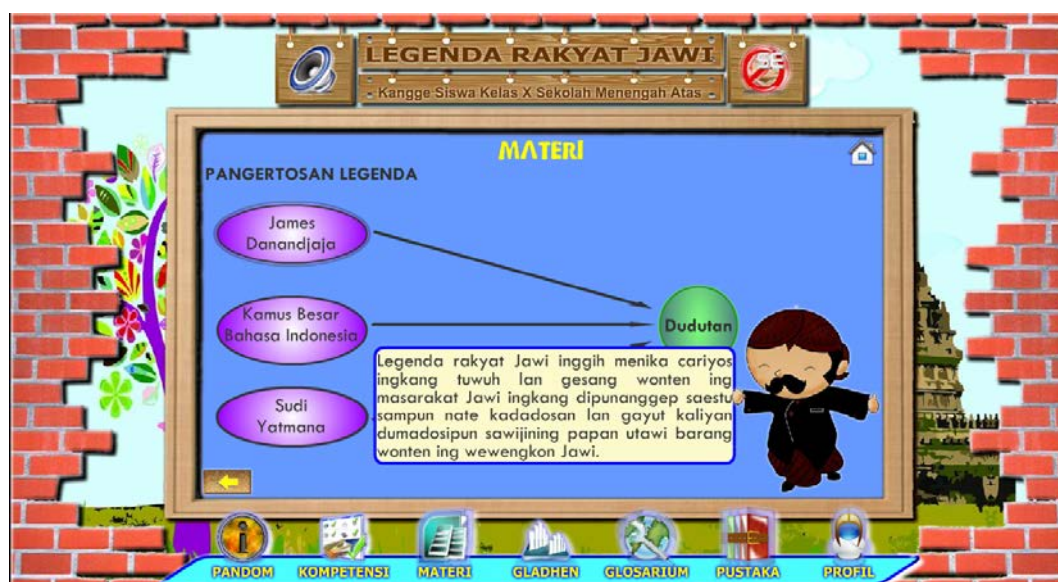 LEGENDA RAKYAT JAWI
SE
Kangge Siswa Kelas X Sekolah Menengah Atas
MATERI
PANGERTOSAN LEGENDA
James
Danandjaja
Kamus Besar
Bahasa Indonesia
Dudutan
Sudi
Yatmana
Legenda rakyat Jawi inggih menika cariyos
ingkang tuwuh lan gesang wonten ing
masarakat Jawi ingkang dipunanggep saestu
sampun nate kadadosan lan gayut kaliyan
dumadosipun sawijining papan utawi barang
wonten ing wewengkon Jawi.
PANDOM
KOMPETENSI
MATERI
GLADHEN
GLOSARIUM
PUSTAKA
PROFIL